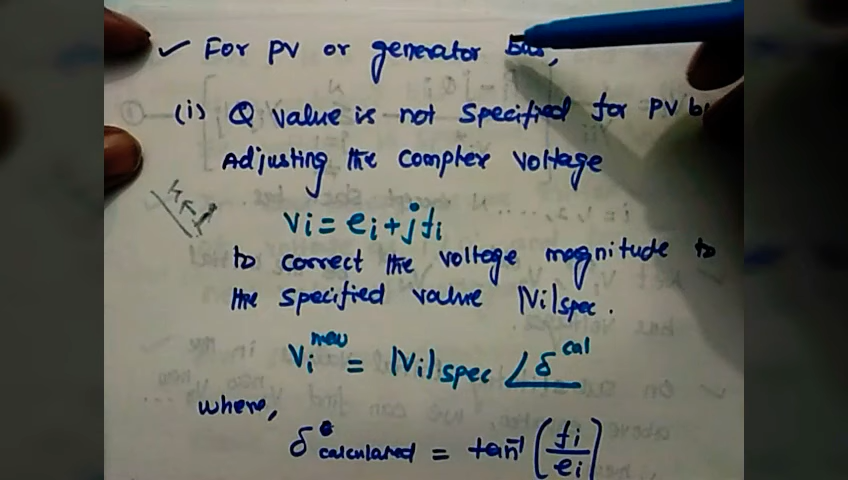 ✓ For PV or generator bus,
(i) Q value is not specified for PV
Adjusting the complex voltage
Vi = ei + jfi
to correct the voltage magnitude to
the specified value |Vi|spec.
Vi^new = |Vi|spec ∠δ^cal
where,
δ calculated = tan⁻¹ (fi/ei)